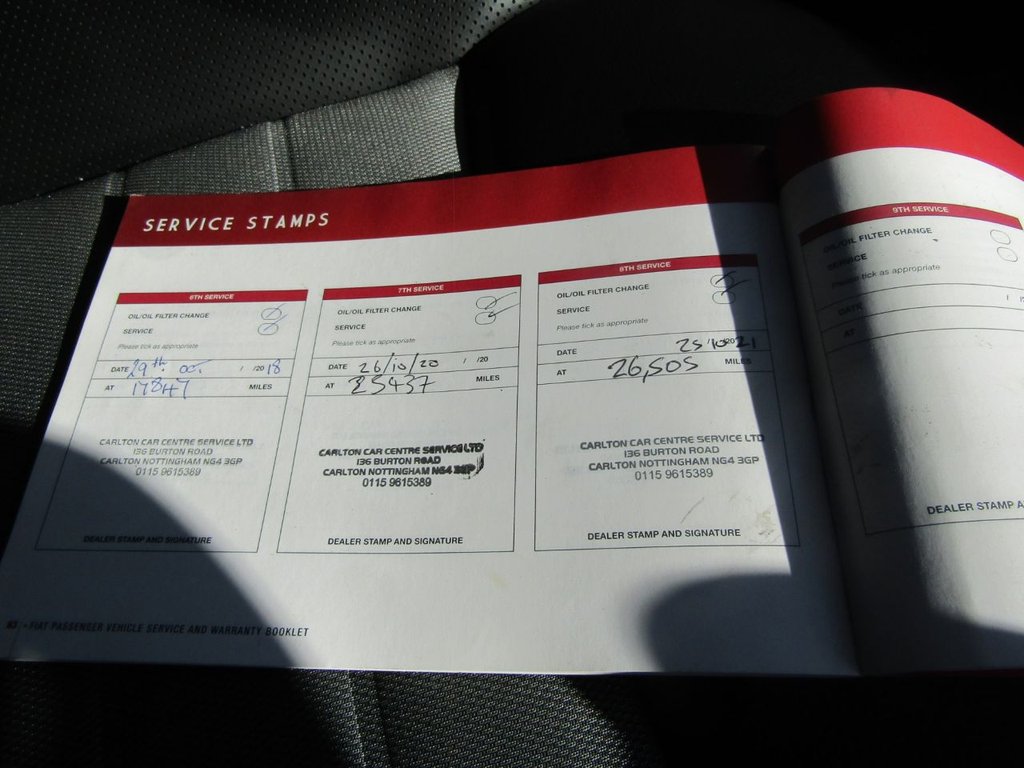 SERVICE STAMPS
6TH SERVICE
OIL/OIL FILTER CHANGE
SERVICE
Please tick as appropriate
DATE 29th. OCT. / /20 18
AT 17847 MILES
CARLTON CAR CENTRE SERVICE LTD
136 BURTON ROAD
CARLTON NOTTINGHAM NG4 3GP
0115 9615389
DEALER STAMP AND SIGNATURE
7TH SERVICE
OIL/OIL FILTER CHANGE
SERVICE
Please tick as appropriate
DATE 26/10/20 / /20
AT 25437 MILES
CARLTON CAR CENTRE SERVICE LTD
136 BURTON ROAD
CARLTON NOTTINGHAM NG4 3GP
0115 9615389
DEALER STAMP AND SIGNATURE
8TH SERVICE
OIL/OIL FILTER CHANGE
SERVICE
Please tick as appropriate
DATE 25/10/2021
AT 26,505 MILES
CARLTON CAR CENTRE SERVICE LTD
136 BURTON ROAD
CARLTON NOTTINGHAM NG4 3GP
0115 9615389
DEALER STAMP AND SIGNATURE
9TH SERVICE
OIL/OIL FILTER CHANGE
SERVICE
Please tick as appropriate
DATE /
AT
DEALER STAMP A
FIAT PASSENGER VEHICLE SERVICE AND WARRANTY BOOKLET